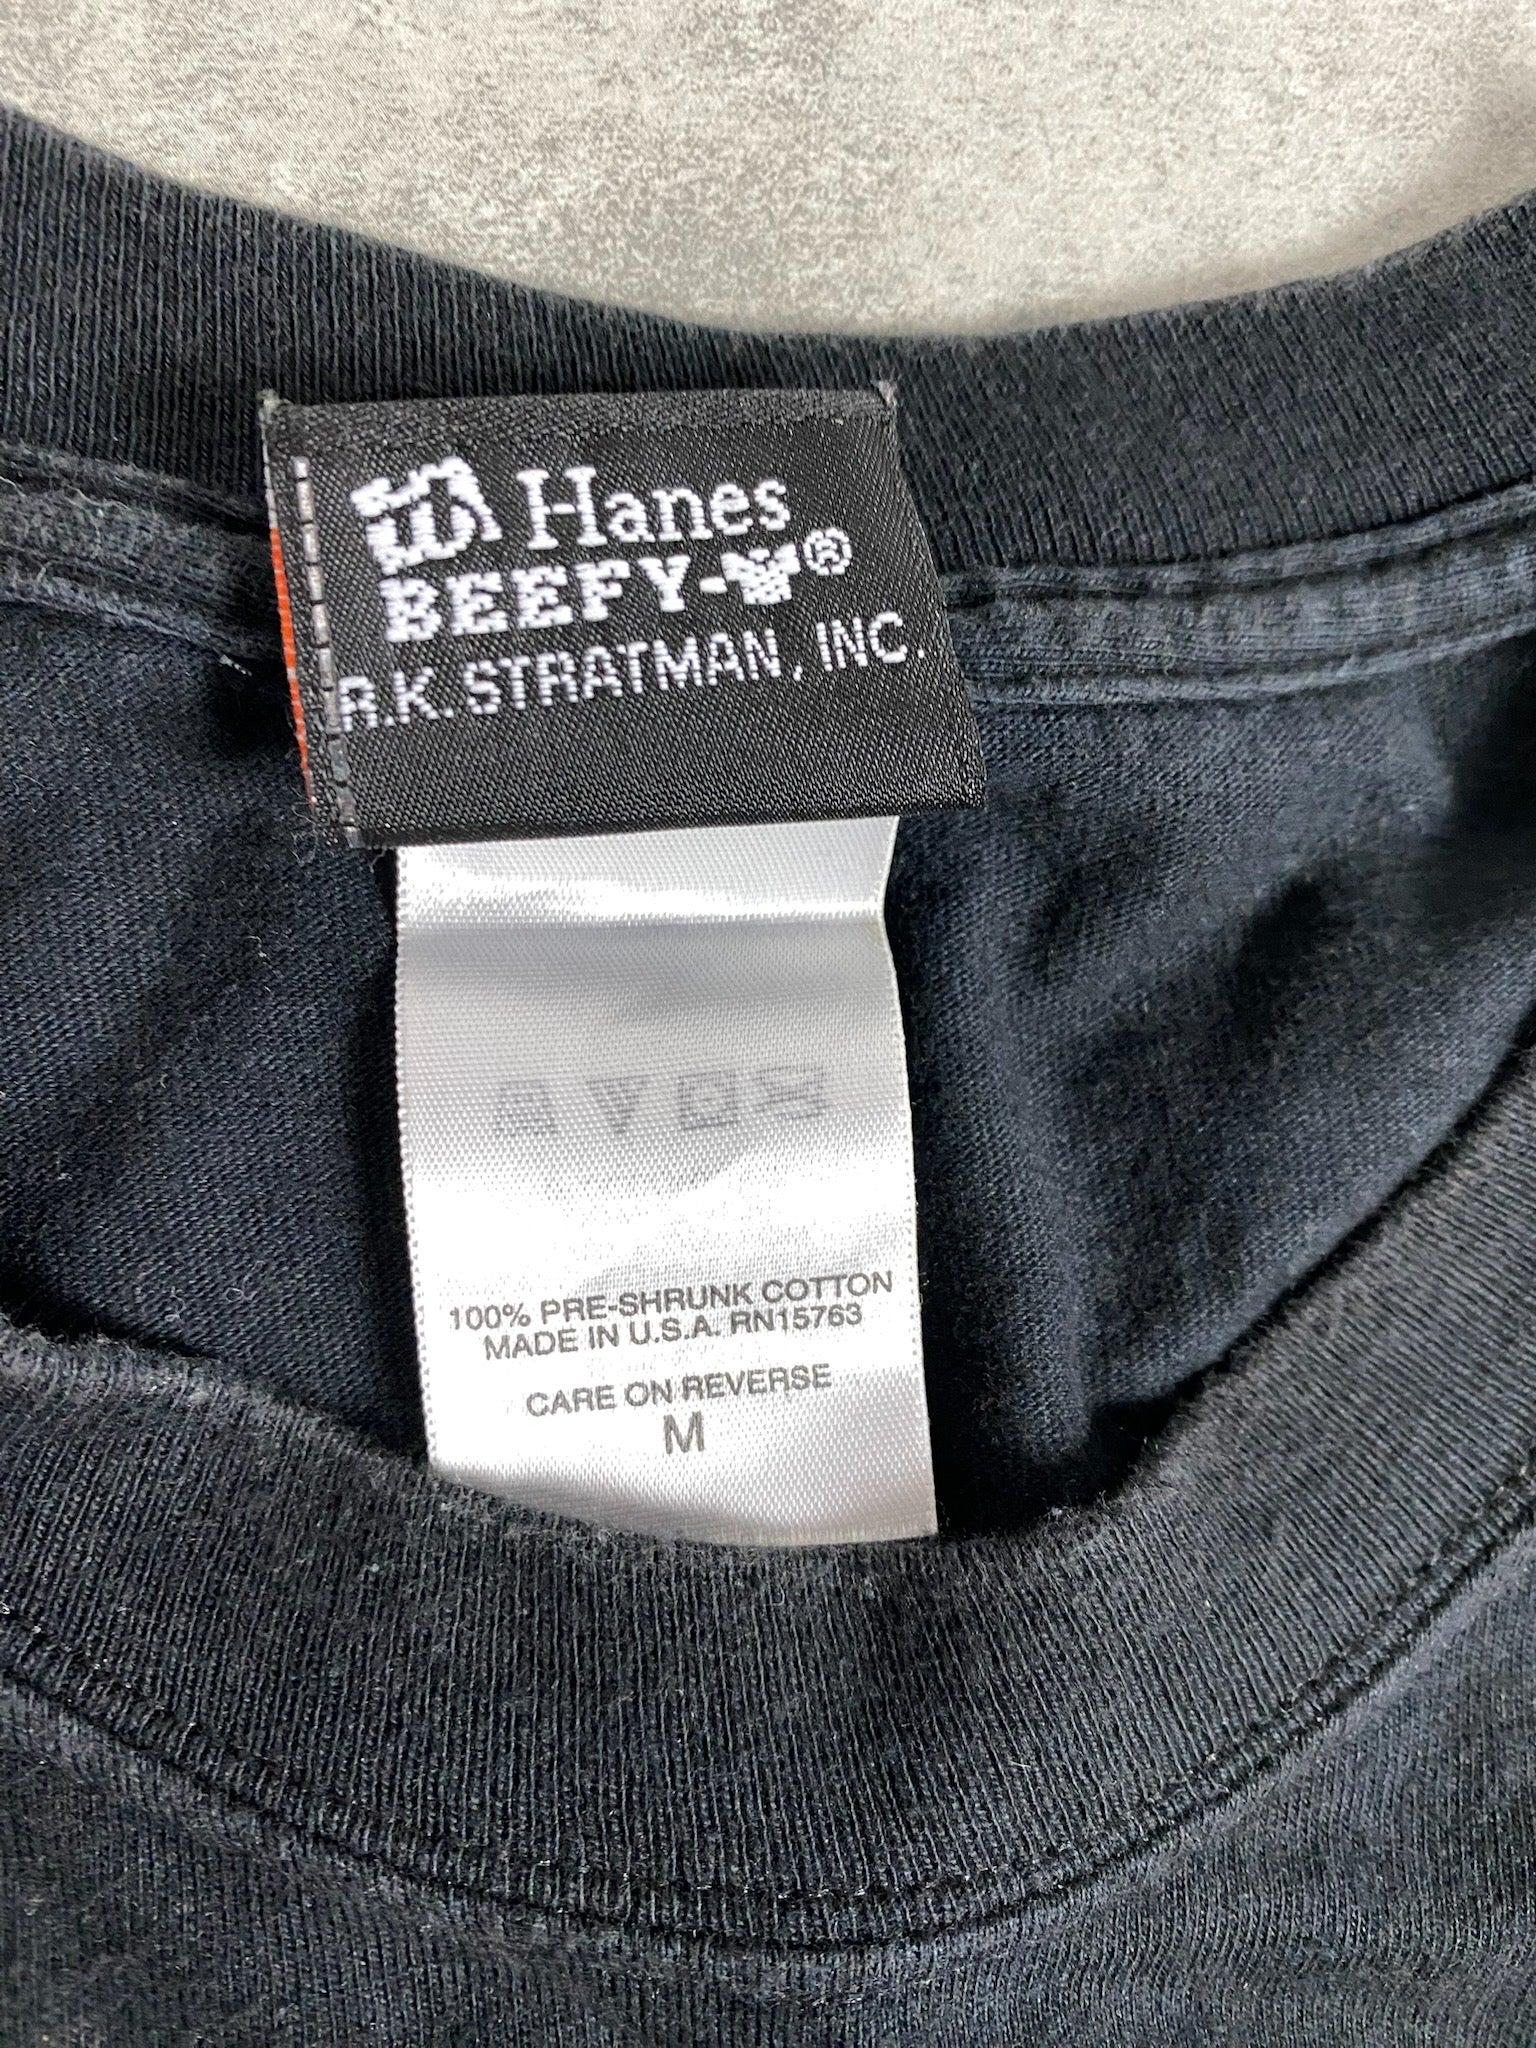 Hanes
BEEFY-®
R.K. STRATMAN, INC.
100% PRE-SHRUNK COTTON
MADE IN U.S.A. RN15763
CARE ON REVERSE
M